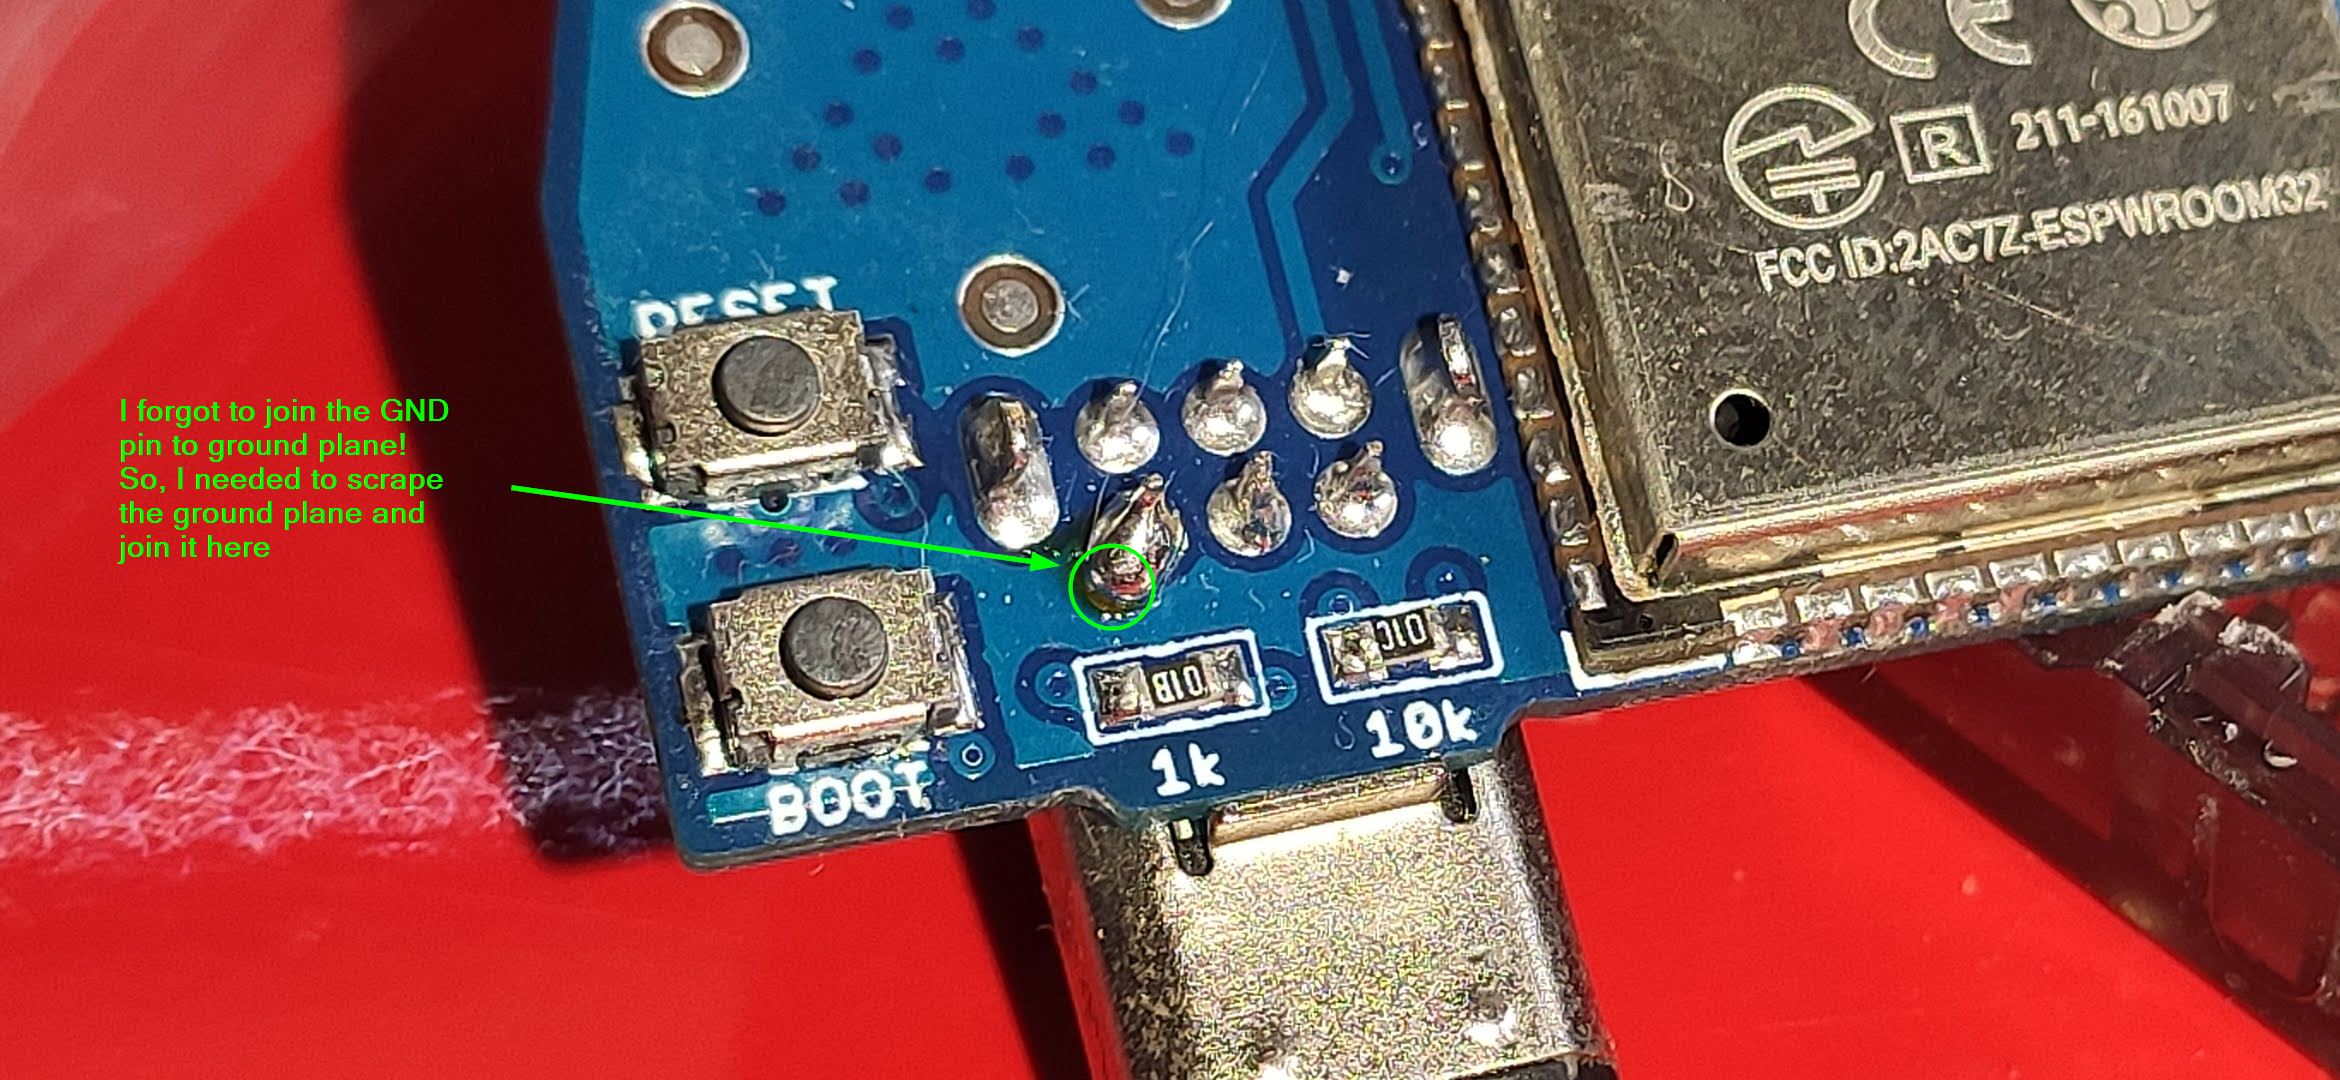 CE
R 211-161007
FCC ID:2AC7Z-ESPWROOM32
RESET
I forgot to join the GND
pin to ground plane!
So, I needed to scrape
the ground plane and
join it here
01C
01B
10k
1k
BOOT